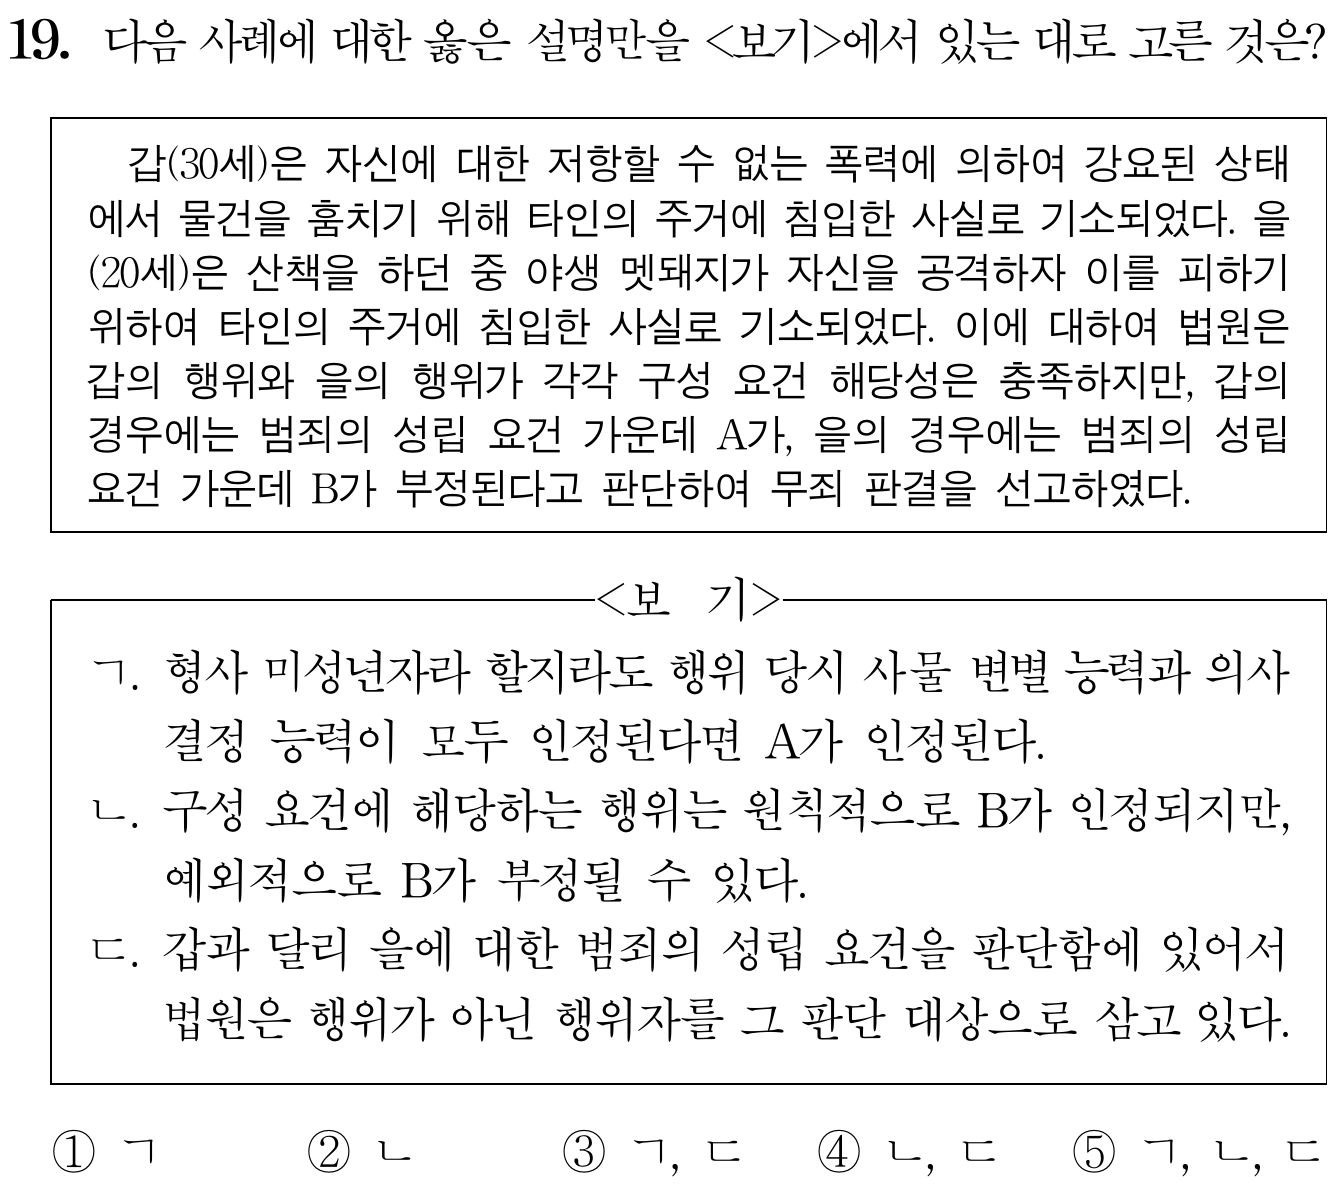 19. 다음 사례에 대한 옳은 설명만을 <보기>에서 있는 대로 고른 것은?
갑(30세)은 자신에 대한 저항할 수 없는 폭력에 의하여 강요된 상태
에서 물건을 훔치기 위해 타인의 주거에 침입한 사실로 기소되었다. 을
(20세)은 산책을 하던 중 야생 멧돼지가 자신을 공격하자 이를 피하기
위하여 타인의 주거에 침입한 사실로 기소되었다. 이에 대하여 법원은
갑의 행위와 을의 행위가 각각 구성 요건 해당성은 충족하지만, 갑의
경우에는 범죄의 성립 요건 가운데 A가, 을의 경우에는 범죄의 성립
요건 가운데 B가 부정된다고 판단하여 무죄 판결을 선고하였다.
<보 기>
ㄱ. 형사 미성년자라 할지라도 행위 당시 사물 변별 능력과 의사
결정 능력이 모두 인정된다면 A가 인정된다.
ㄴ. 구성 요건에 해당하는 행위는 원칙적으로 B가 인정되지만,
예외적으로 B가 부정될 수 있다.
ㄷ. 갑과 달리 을에 대한 범죄의 성립 요건을 판단함에 있어서
법원은 행위가 아닌 행위자를 그 판단 대상으로 삼고 있다.
① ㄱ ② ㄴ ③ ㄱ, ㄷ ④ ㄴ, ㄷ ⑤ ㄱ, ㄴ, ㄷ